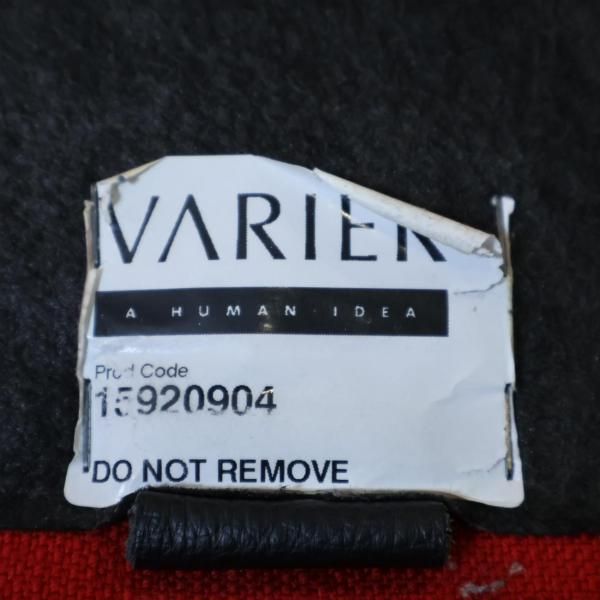 VARIER
A HUMAN IDEA
Prod Code
15920904
DO NOT REMOVE